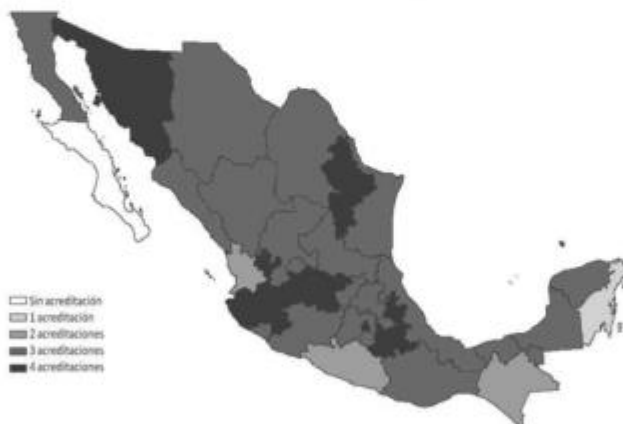 Sin acreditación
1 acreditación
2 acreditaciones
3 acreditaciones
4 acreditaciones